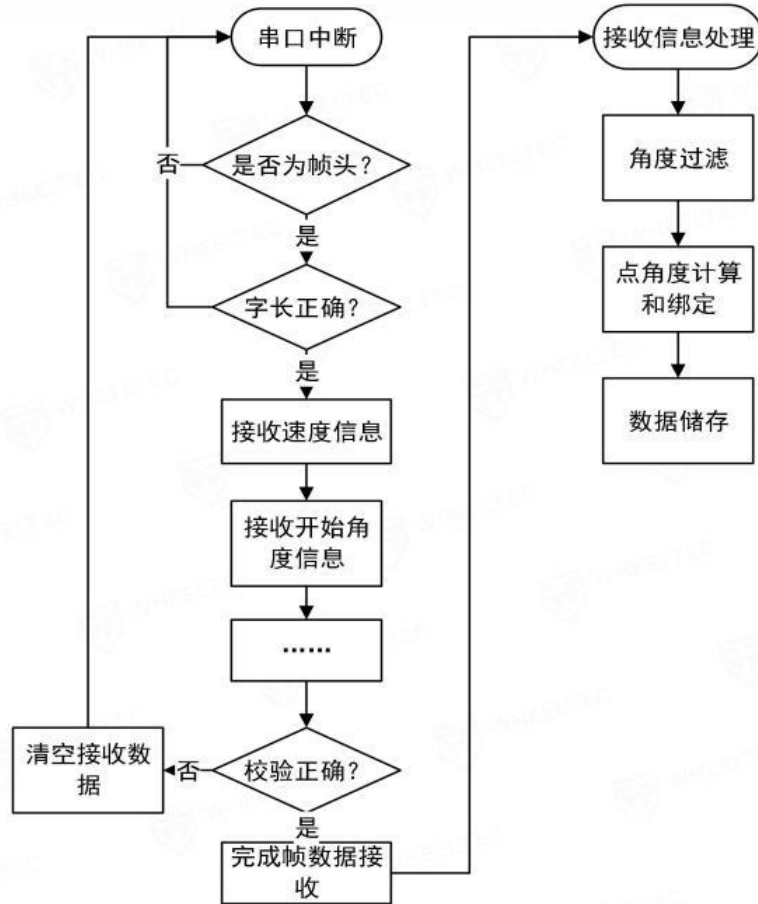 串口中断
是否为帧头？
否
是
字长正确？
是
接收速度信息
接收开始角
度信息
……
校验正确？
否
清空接收数
据
是
完成帧数据接
收
接收信息处理
角度过滤
点角度计算
和绑定
数据储存
WHEELTEC